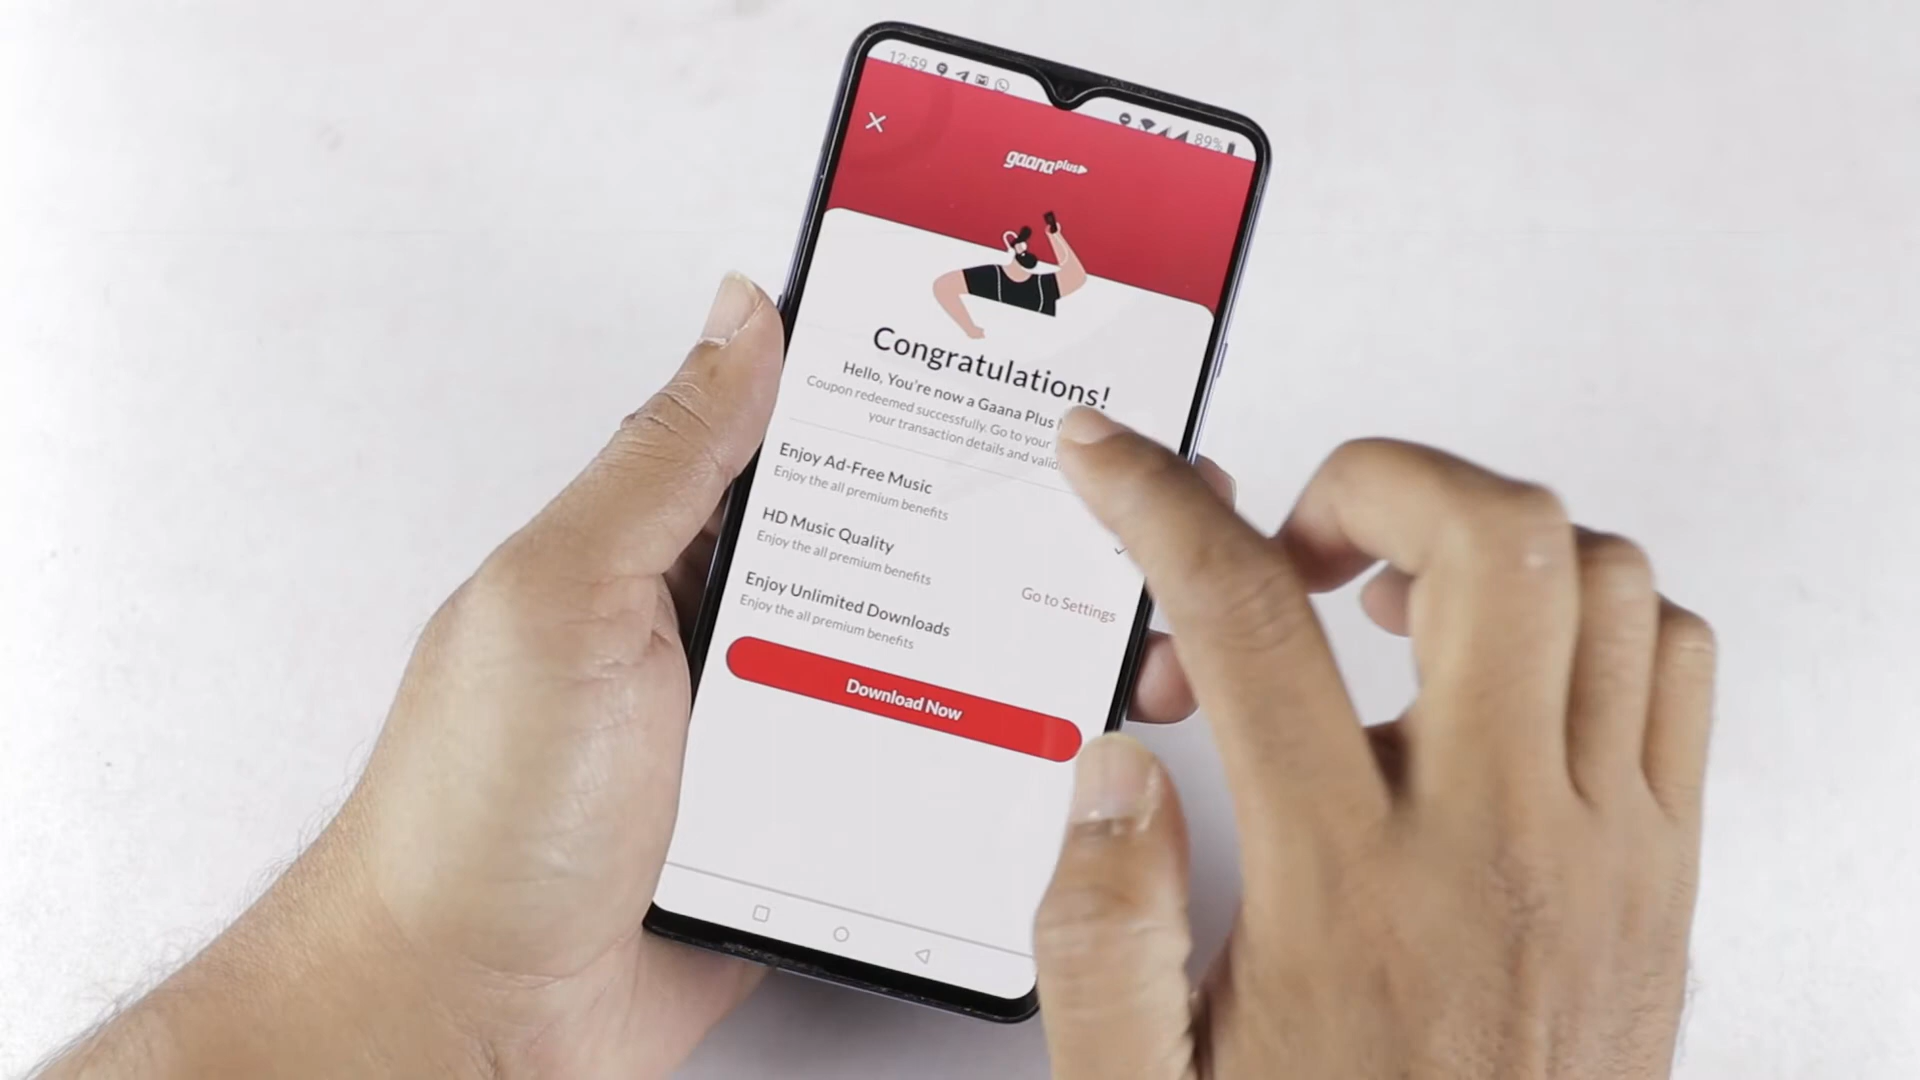 12:59
89%
gaana plus
Congratulations!
Hello, You're now a Gaana Plus
Coupon redeemed successfully. Go to your
your transaction details and
Enjoy Ad-Free Music
Enjoy the all premium benefits
HD Music Quality
Enjoy the all premium benefits
Go to Settings
Enjoy Unlimited Downloads
Enjoy the all premium benefits
Download Now